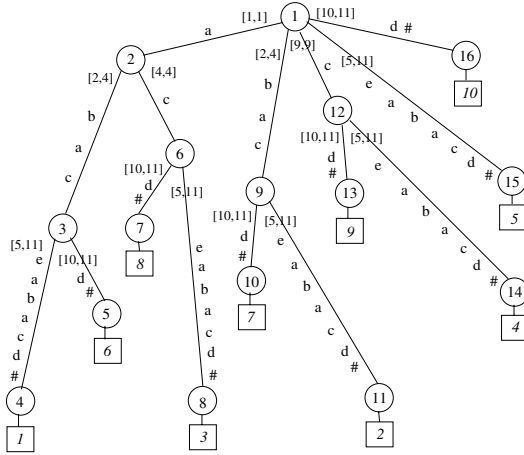 [1,1] 1 [10,11]
a d #
[2,4] [9,9] [5,11]
2 16
[2,4] [4,4] b c e 10
b c a 12 a
a 6 c [10,11] [5,11] b
c [10,11] [5,11] 9 d e a
d # 13 a c
3 7 [10,11] [5,11] 9 b d
[5,11] [10,11] 8 d e a # 15
e d # e # a c 5
a # a 10 b d
b 5 b 7 a # 14
a 6 a c 4
c c d
d d #
# # 11
4 8 2
1 3